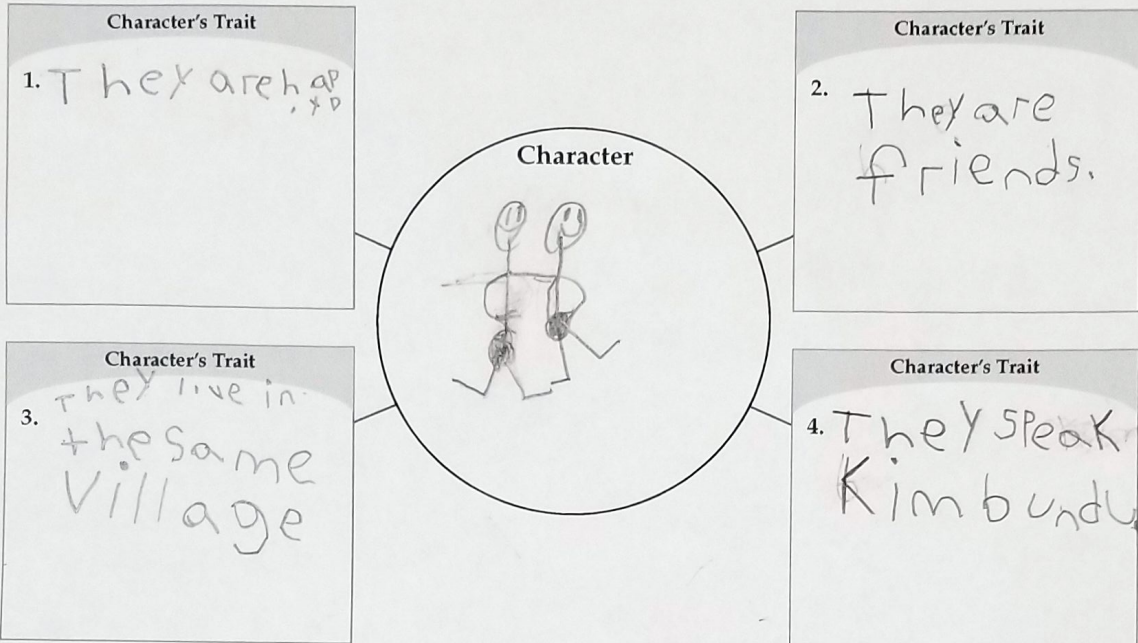 Character's Trait
1. They are hap
. y p
Character's Trait
2. They are
friends.
Character
Character's Trait
3. They live in
the same
Village
Character's Trait
4. They speak
Kimbundu